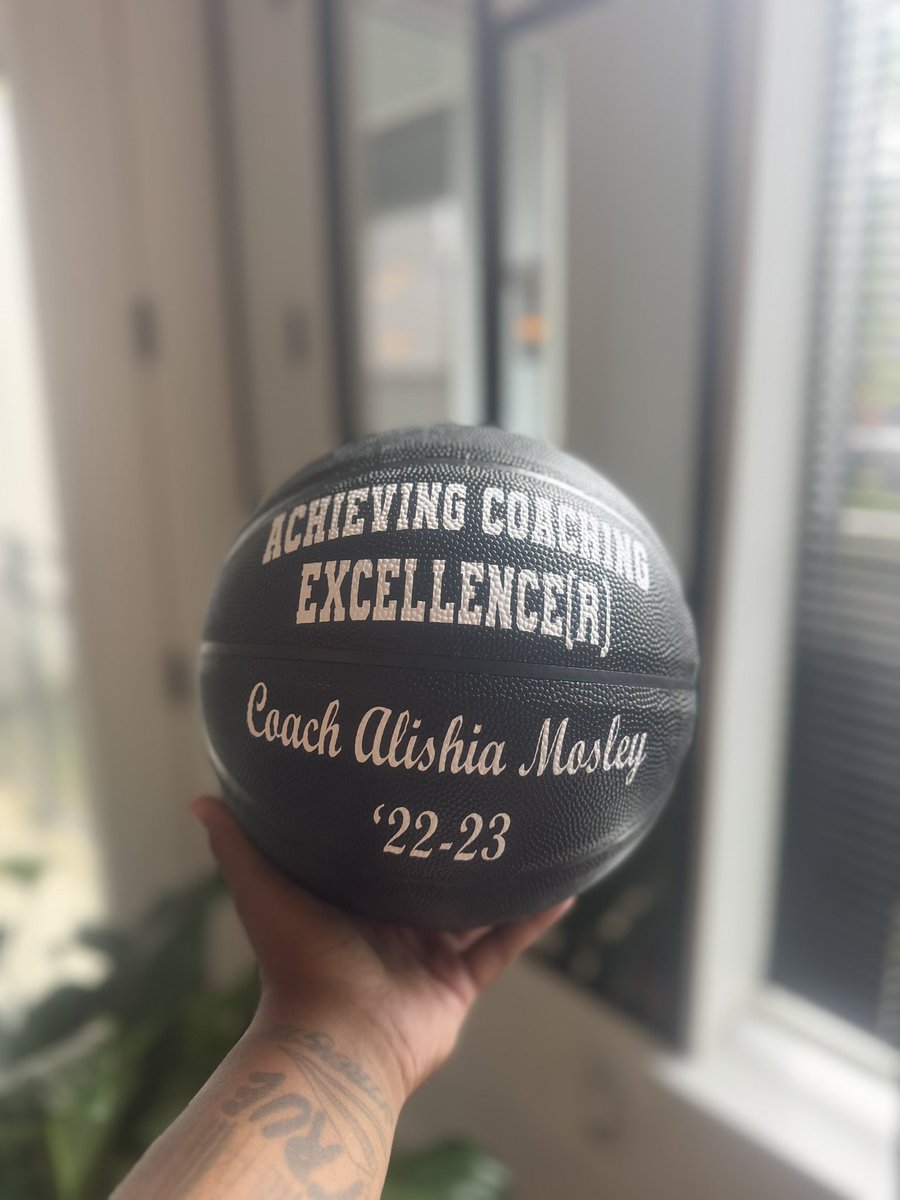 ACHIEVING COACHING
EXCELLENCE(R)
Coach Alishia Mosley
‘22-23